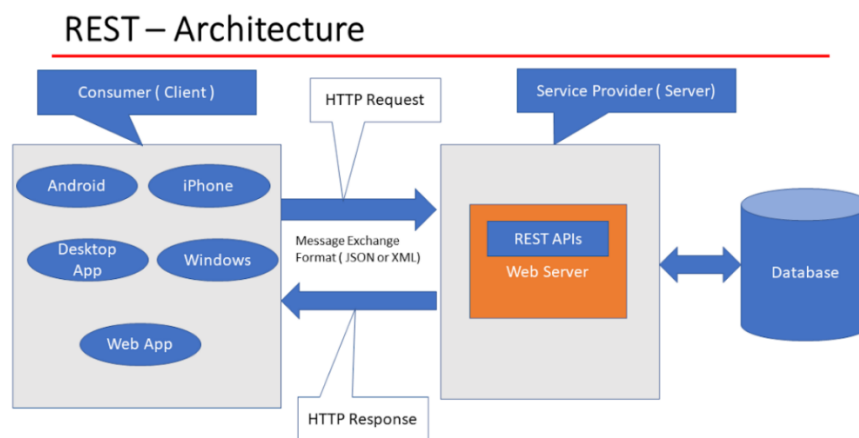 REST – Architecture
Consumer ( Client )
HTTP Request
Service Provider ( Server)
Android
iPhone
Desktop
App
Windows
Web App
Message Exchange
Format ( JSON or XML)
REST APIs
Web Server
Database
HTTP Response